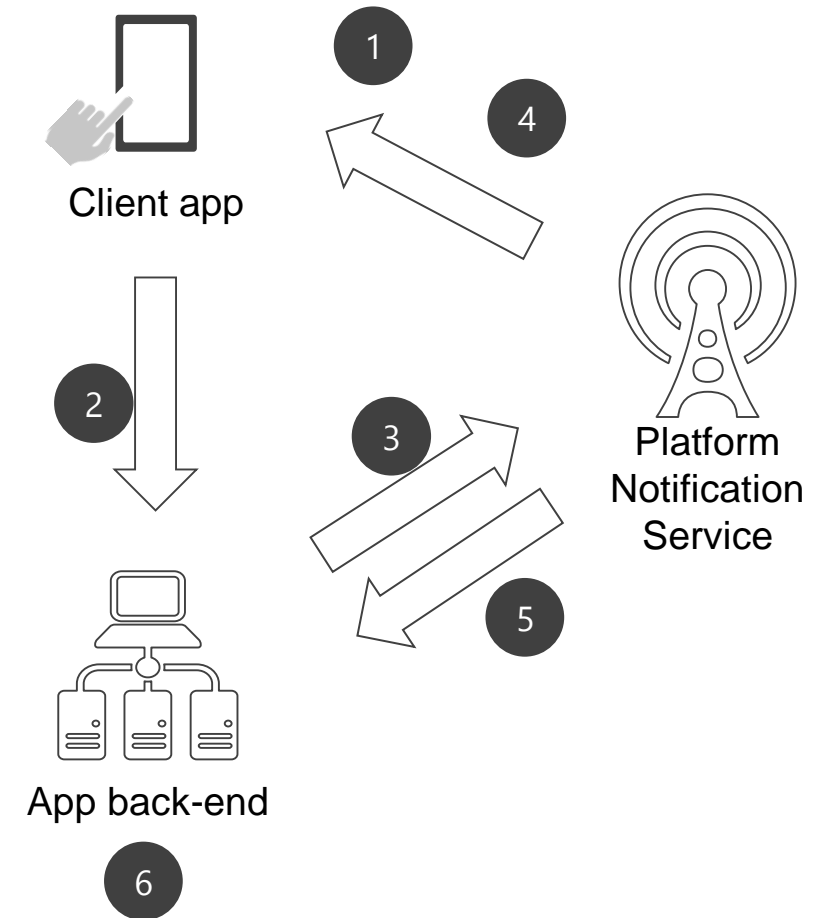 1
4
Client app
2
3
Platform
Notification
Service
5
App back-end
6